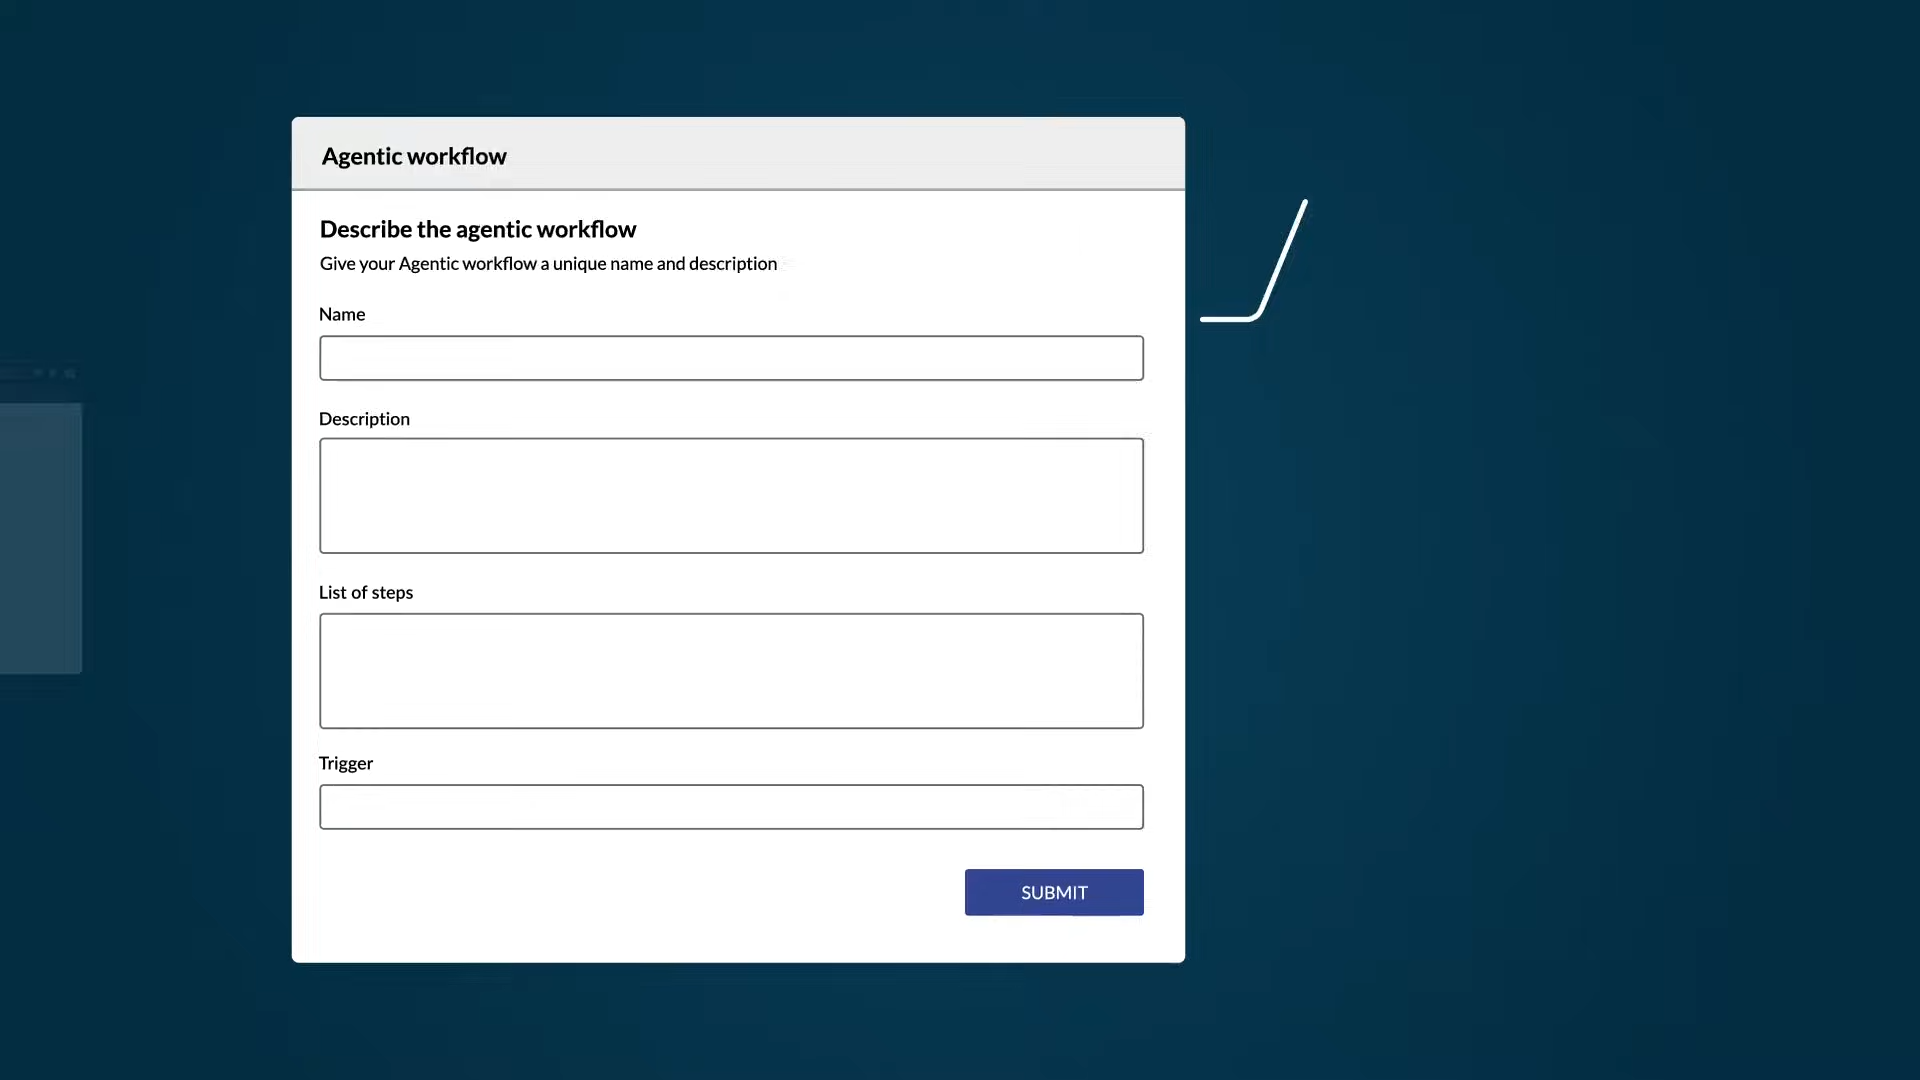 Agentic workflow
Describe the agentic workflow
Give your Agentic workflow a unique name and description
Name
Description
List of steps
Trigger
SUBMIT